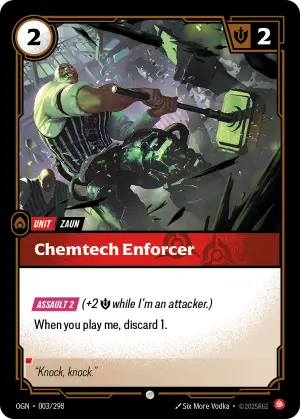 2
2
UNIT ZAUN
Chemtech Enforcer
ASSAULT 2 (+2 while I'm an attacker.)
When you play me, discard 1.
"Knock, knock."
OGN • 003/298 Six More Vodka • ©2025RGI